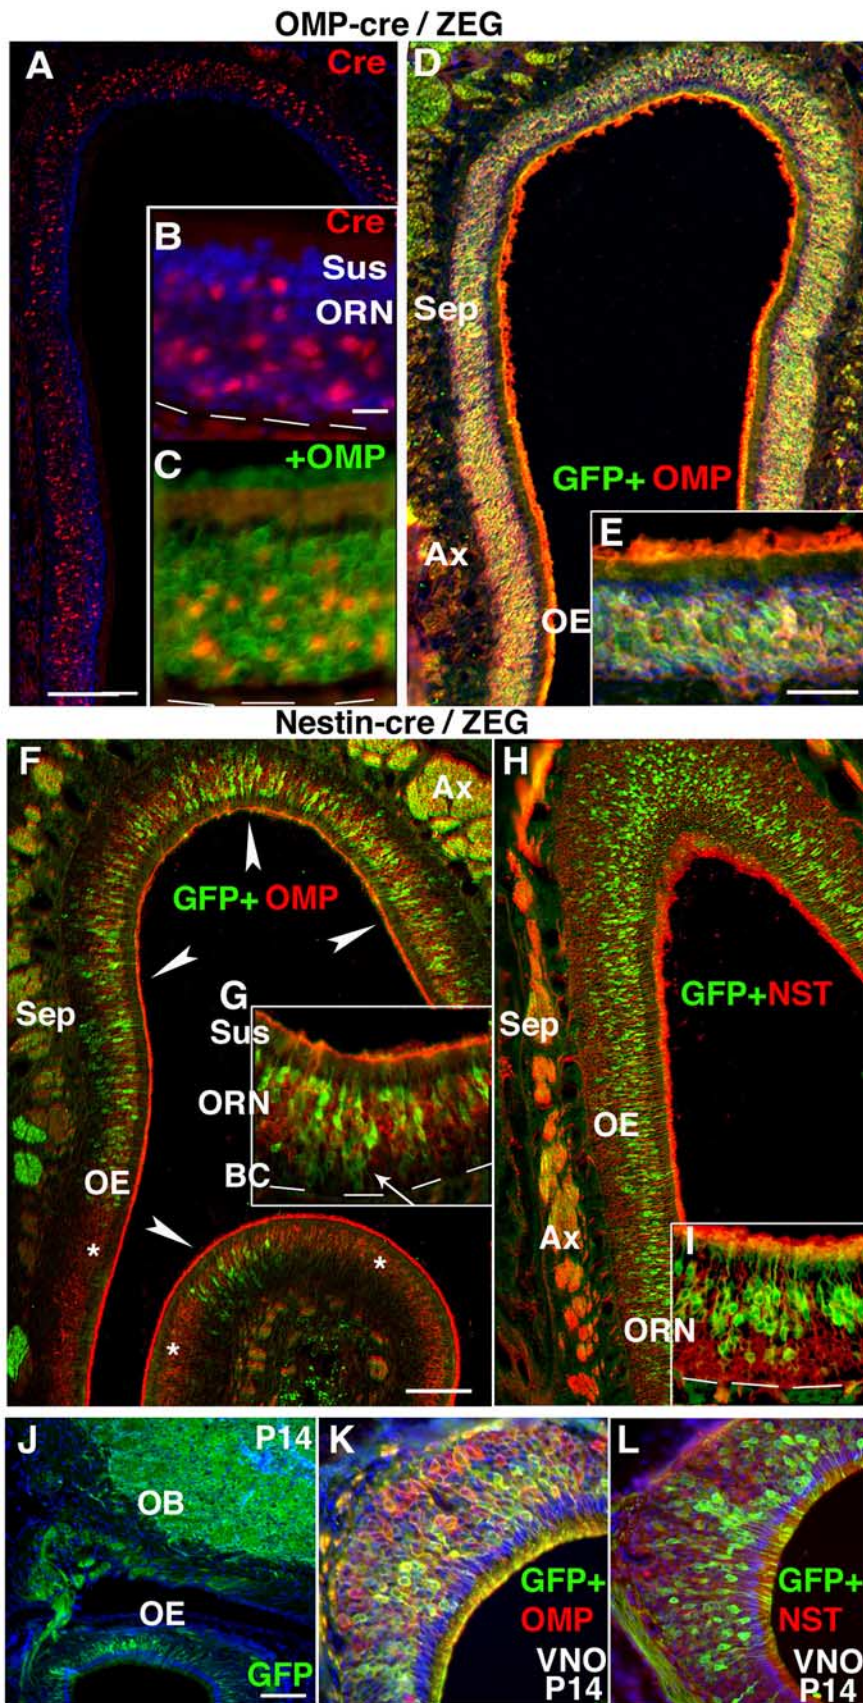 OMP-cre / ZEG
A
Cre
D
B
Cre
Sus
ORN
Sep
C
+OMP
GFP+ OMP
Ax
E
OE
Nestin-cre / ZEG
F
Ax
H
GFP+ OMP
G
GFP+NST
Sep
Sus
Sep
ORN
OE
BC
OE
*
*
Ax
I
*
ORN
J
P14
K
L
OB
OE
GFP
GFP+
OMP
VNO
P14
GFP+
NST
VNO
P14